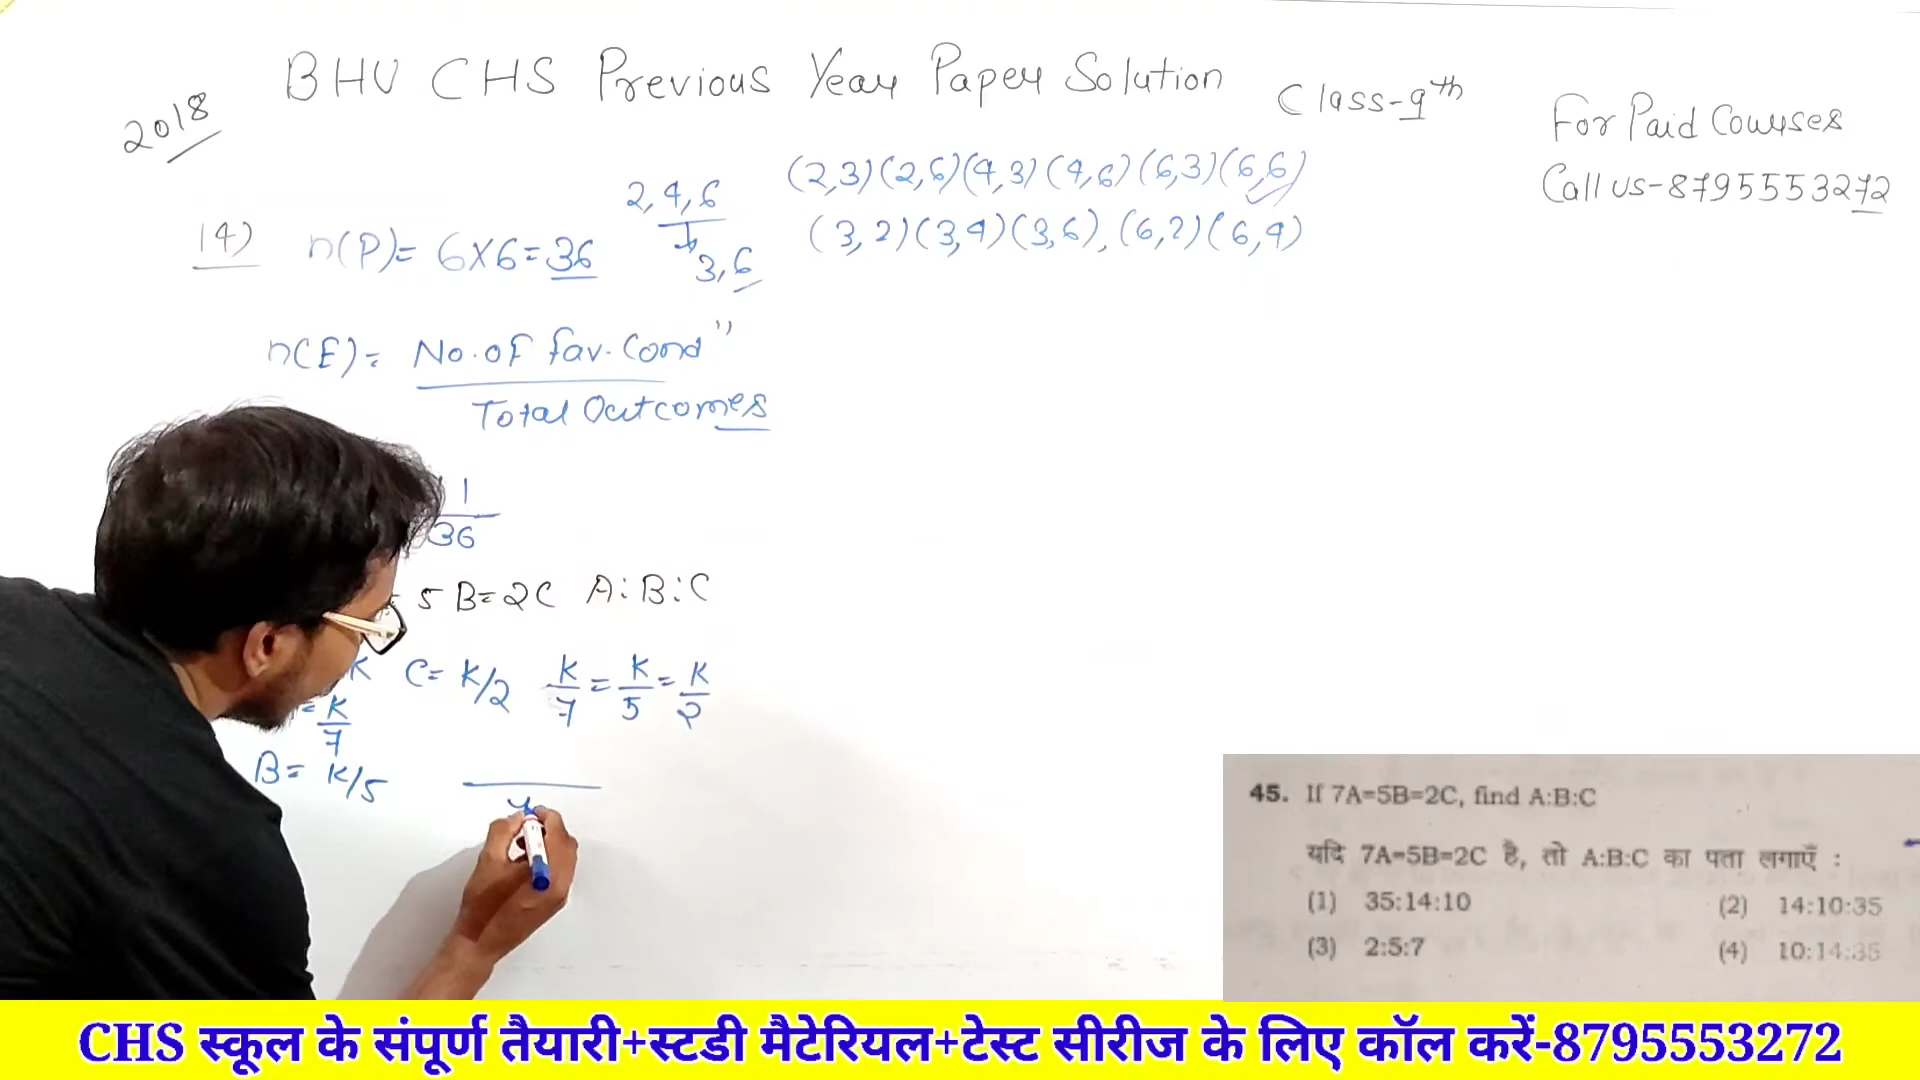 BHU CHS Previous Year Paper Solution
Class-9th
2018
For Paid Courses
Call us-8795553272
14) n(P)= 6×6=36
2,4,6
3,6
(2,3)(2,6)(4,3)(4,6)(6,3)(6,6)
(3,2)(3,4)(3,6),(6,2)(6,4)
n(E)= No.of fav.Condn
Total Outcomes
1
36
= 5B=2C A:B:C
K C= K/2 K/7 = K/5 = K/2
= K/7
B= K/5
45. If 7A=5B=2C, find A:B:C
यदि 7A=5B=2C है, तो A:B:C का पता लगाएँ :
(1) 35:14:10 (2) 14:10:35
(3) 2:5:7 (4) 10:14:35
CHS स्कूल के संपूर्ण तैयारी+स्टडी मैटेरियल+टेस्ट सीरीज के लिए कॉल करें-8795553272